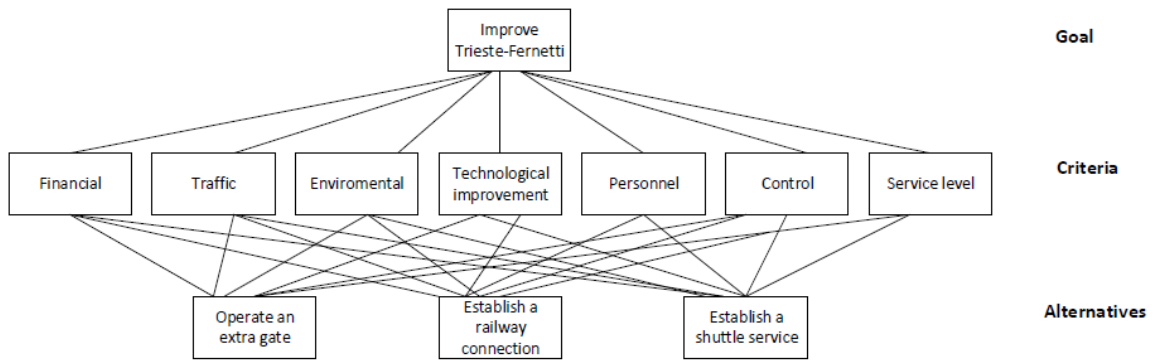 Improve
Trieste-Fernetti
Goal
Financial
Traffic
Enviromental
Technological
improvement
Personnel
Control
Service level
Criteria
Operate an
extra gate
Establish a
railway
connection
Establish a
shuttle service
Alternatives